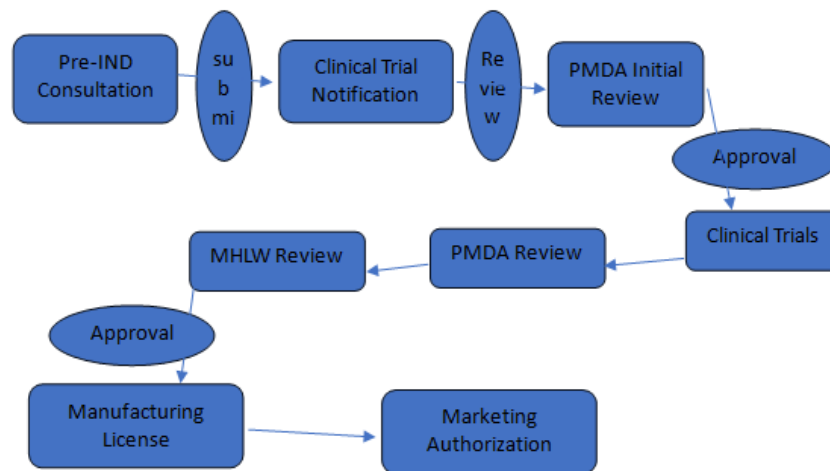 Pre-IND
Consultation
su
b
mi
Clinical Trial
Notification
Re
view
w
PMDA Initial
Review
Approval
Clinical Trials
PMDA Review
MHLW Review
Approval
Manufacturing
License
Marketing
Authorization